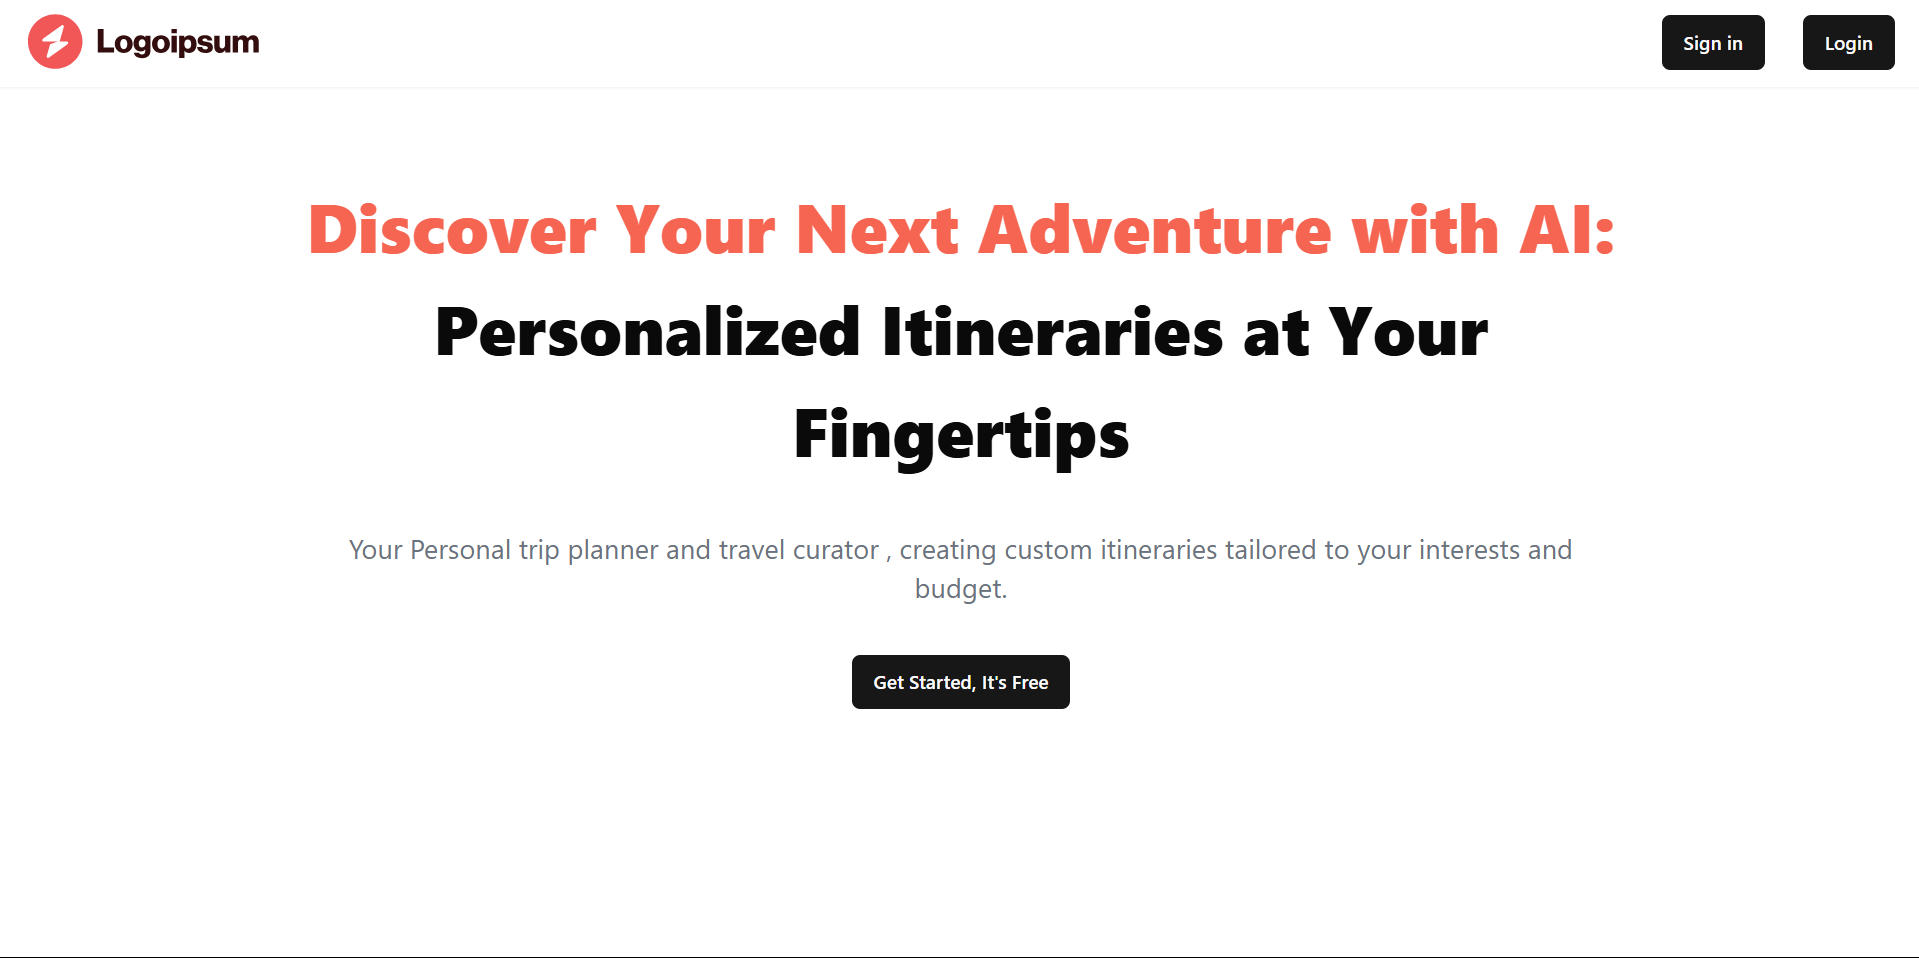 Logoipsum
Sign in
Login
Discover Your Next Adventure with AI:
Personalized Itineraries at Your
Fingertips
Your Personal trip planner and travel curator , creating custom itineraries tailored to your interests and
budget.
Get Started, It's Free